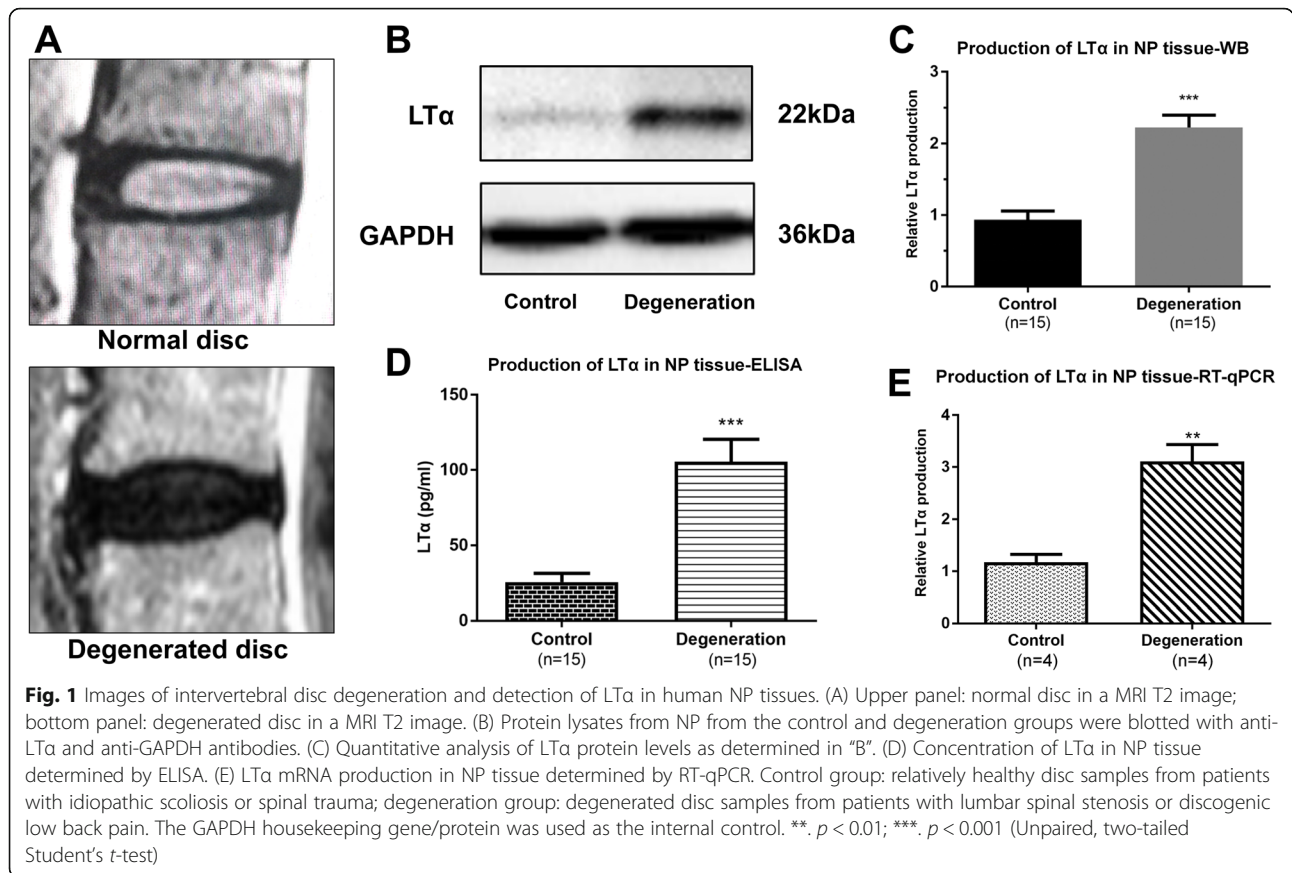 A
Normal disc
Degenerated disc
B
LTα
22kDa
GAPDH
36kDa
Control
Degeneration
C
Production of LTα in NP tissue-WB
Relative LTα production
3
2
1
0
***
Control
(n=15)
Degeneration
(n=15)
D
Production of LTα in NP tissue-ELISA
LTα (pg/ml)
150
100
50
0
***
Control
(n=15)
Degeneration
(n=15)
E
Production of LTα in NP tissue-RT-qPCR
Relative LTα production
4
3
2
1
0
**
Control
(n=4)
Degeneration
(n=4)
Fig. 1 Images of intervertebral disc degeneration and detection of LTα in human NP tissues. (A) Upper panel: normal disc in a MRI T2 image;
bottom panel: degenerated disc in a MRI T2 image. (B) Protein lysates from NP from the control and degeneration groups were blotted with anti-
LTα and anti-GAPDH antibodies. (C) Quantitative analysis of LTα protein levels as determined in "B". (D) Concentration of LTα in NP tissue
determined by ELISA. (E) LTα mRNA production in NP tissue determined by RT-qPCR. Control group: relatively healthy disc samples from patients
with idiopathic scoliosis or spinal trauma; degeneration group: degenerated disc samples from patients with lumbar spinal stenosis or discogenic
low back pain. The GAPDH housekeeping gene/protein was used as the internal control. **. p < 0.01; ***. p < 0.001 (Unpaired, two-tailed
Student's t-test)